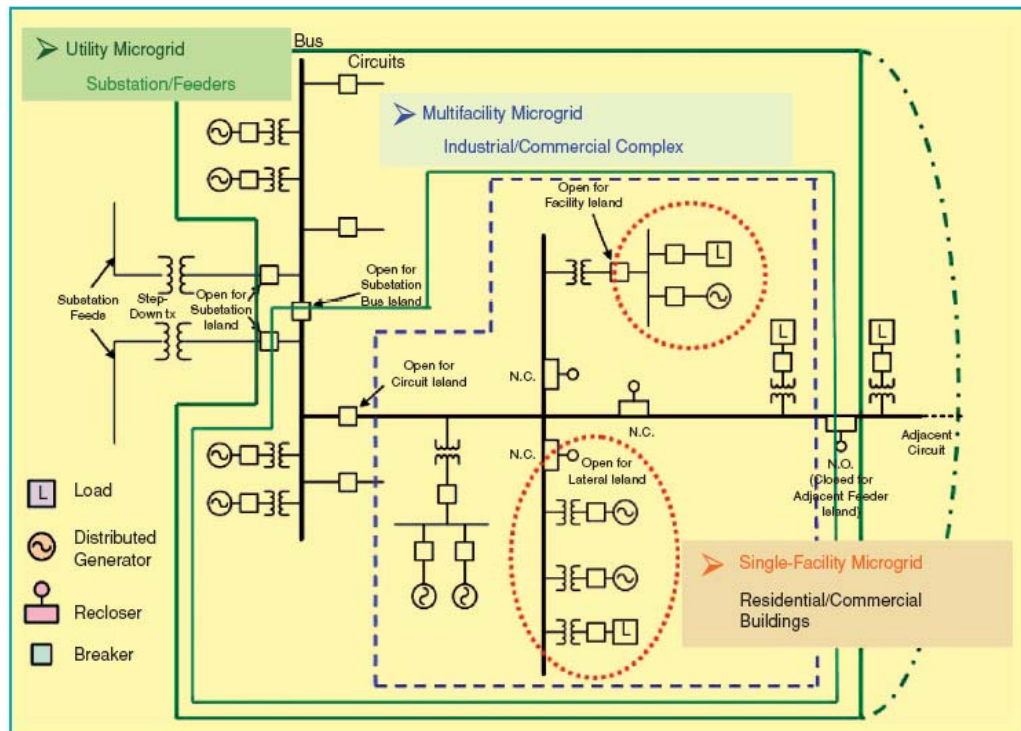 Utility Microgrid
Substation/Feeders
Bus
Circuits
Multifacility Microgrid
Industrial/Commercial Complex
Open for
Facility Island
L
Substation
Feede
Step-
Down tx
Open for
Substation
Island
Open for
Substation
Bus Island
Open for
Circuit Island
N.C.
N.C.
L
L
Adjacent
Circuit
N.O.
(Closed for
Adjacent Feeder
Island)
N.C.
Open for
Lateral Island
L
L
Load
Distributed
Generator
Recloser
Breaker
Single-Facility Microgrid
Residential/Commercial
Buildings